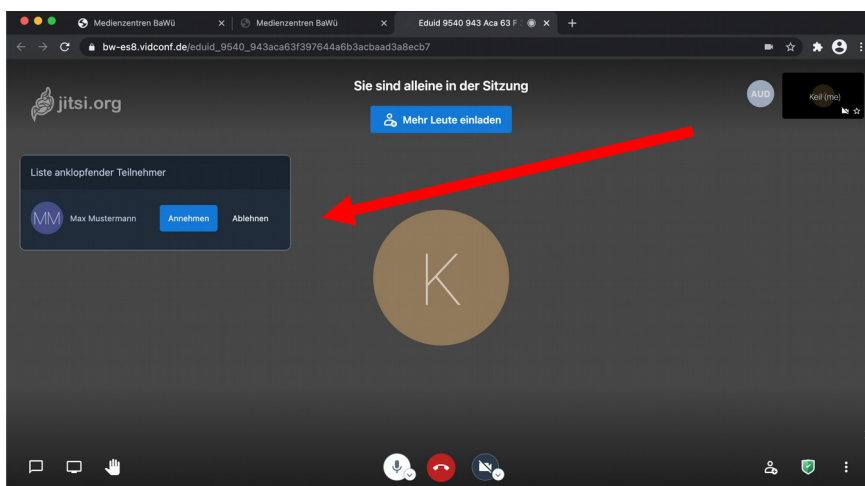 Medienzentren BaWü
Medienzentren BaWü
Eduid 9540 943 Aca 63 F
bw-es8.vidconf.de/eduid_9540_943aca63f397644a6b3acbaad3a8ecb7
jitsi.org
Sie sind alleine in der Sitzung
Mehr Leute einladen
AUD
Keil (me)
Liste anklopfender Teilnehmer
MM Max Mustermann Annehmen Ablehnen
K